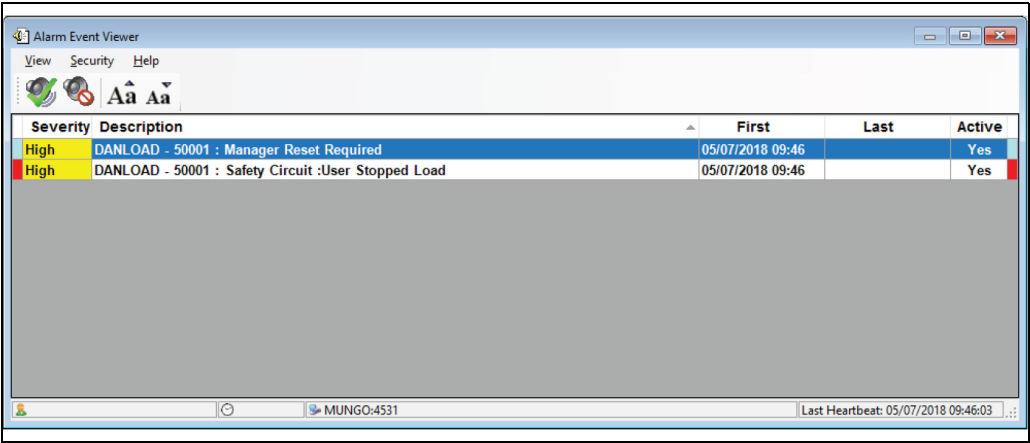 Alarm Event Viewer
View Security Help
Aâ Aǎ
Severity Description First Last Active
High DANLOAD - 50001 : Manager Reset Required 05/07/2018 09:46 Yes
High DANLOAD - 50001 : Safety Circuit :User Stopped Load 05/07/2018 09:46 Yes
MUNGO:4531 Last Heartbeat: 05/07/2018 09:46:03